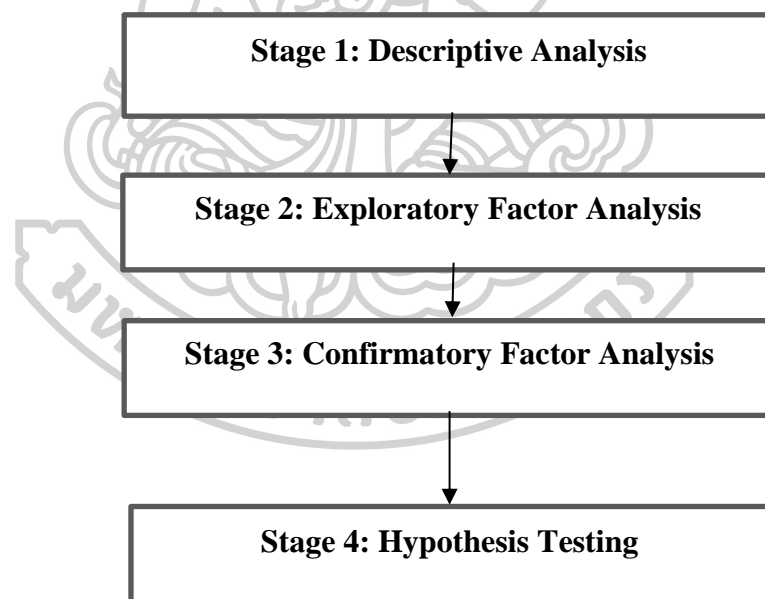 Stage 1: Descriptive Analysis
Stage 2: Exploratory Factor Analysis
Stage 3: Confirmatory Factor Analysis
Stage 4: Hypothesis Testing